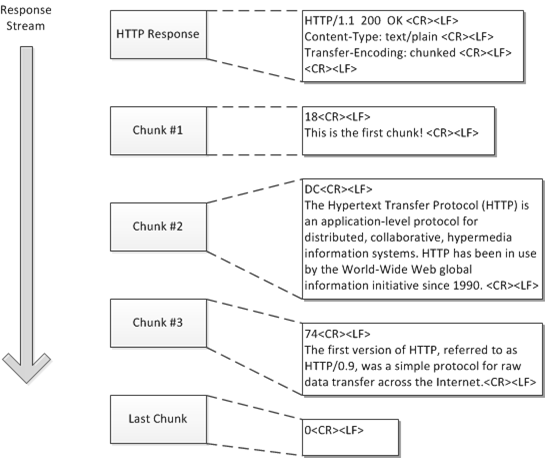 Response
Stream
HTTP Response
HTTP/1.1 200 OK <CR><LF>
Content-Type: text/plain <CR><LF>
Transfer-Encoding: chunked <CR><LF>
<CR><LF>
Chunk #1
18<CR><LF>
This is the first chunk! <CR><LF>
Chunk #2
DC<CR><LF>
The Hypertext Transfer Protocol (HTTP) is
an application-level protocol for
distributed, collaborative, hypermedia
information systems. HTTP has been in use
by the World-Wide Web global
information initiative since 1990. <CR><LF>
Chunk #3
74<CR><LF>
The first version of HTTP, referred to as
HTTP/0.9, was a simple protocol for raw
data transfer across the Internet.<CR><LF>
Last Chunk
0<CR><LF>